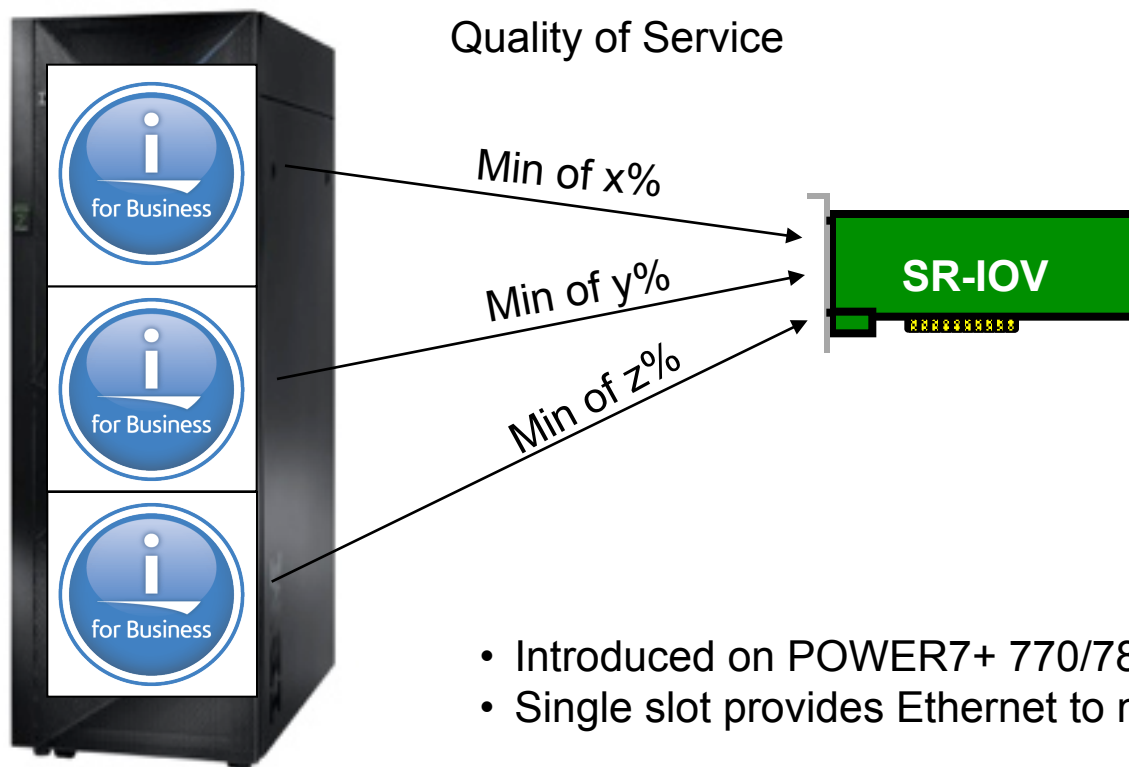 Quality of Service
i
for Business
Min of x%
i
for Business
Min of y%
i
for Business
Min of z%
SR-IOV
• Introduced on POWER7+ 770/78
• Single slot provides Ethernet to